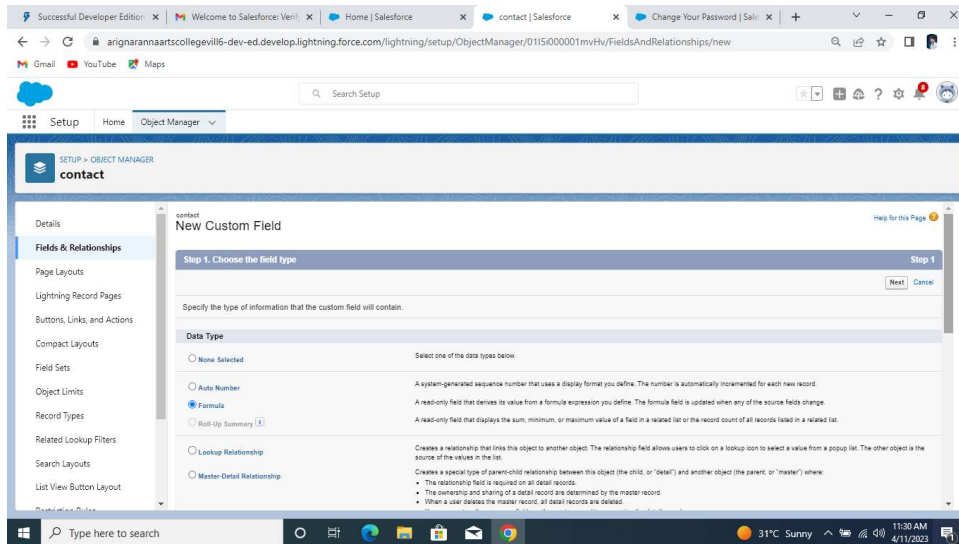 Successful Developer Edition
Welcome to Salesforce: Verif
Home | Salesforce
contact | Salesforce
Change Your Password | Sale
arignarannaartscollegevill6-dev-ed.develop.lightning.force.com/lightning/setup/ObjectManager/01I5i000001mvHv/FieldsAndRelationships/new
Gmail
YouTube
Maps
Search Setup
Setup
Home
Object Manager
SETUP > OBJECT MANAGER
contact
Details
Fields & Relationships
Page Layouts
Lightning Record Pages
Buttons, Links, and Actions
Compact Layouts
Field Sets
Object Limits
Record Types
Related Lookup Filters
Search Layouts
List View Button Layout
contact
New Custom Field
Help for this Page
Step 1. Choose the field type
Step 1
Next
Cancel
Specify the type of information that the custom field will contain.
Data Type
None Selected
Select one of the data types below.
Auto Number
A system-generated sequence number that uses a display format you define. The number is automatically incremented for each new record.
Formula
A read-only field that derives its value from a formula expression you define. The formula field is updated when any of the source fields change.
Roll-Up Summary
A read-only field that displays the sum, minimum, or maximum value of a field in a related list or the record count of all records listed in a related list.
Lookup Relationship
Creates a relationship that links this object to another object. The relationship field allows users to click on a lookup icon to select a value from a popup list. The other object is the
source of the values in the list.
Master-Detail Relationship
Creates a special type of parent-child relationship between this object (the child, or "detail") and another object (the parent, or "master") where:
• The relationship field is required on all detail records.
• The ownership and sharing of a detail record are determined by the master record.
• When a user deletes the master record, all detail records are deleted.
Type here to search
31°C Sunny
11:30 AM
4/11/2023